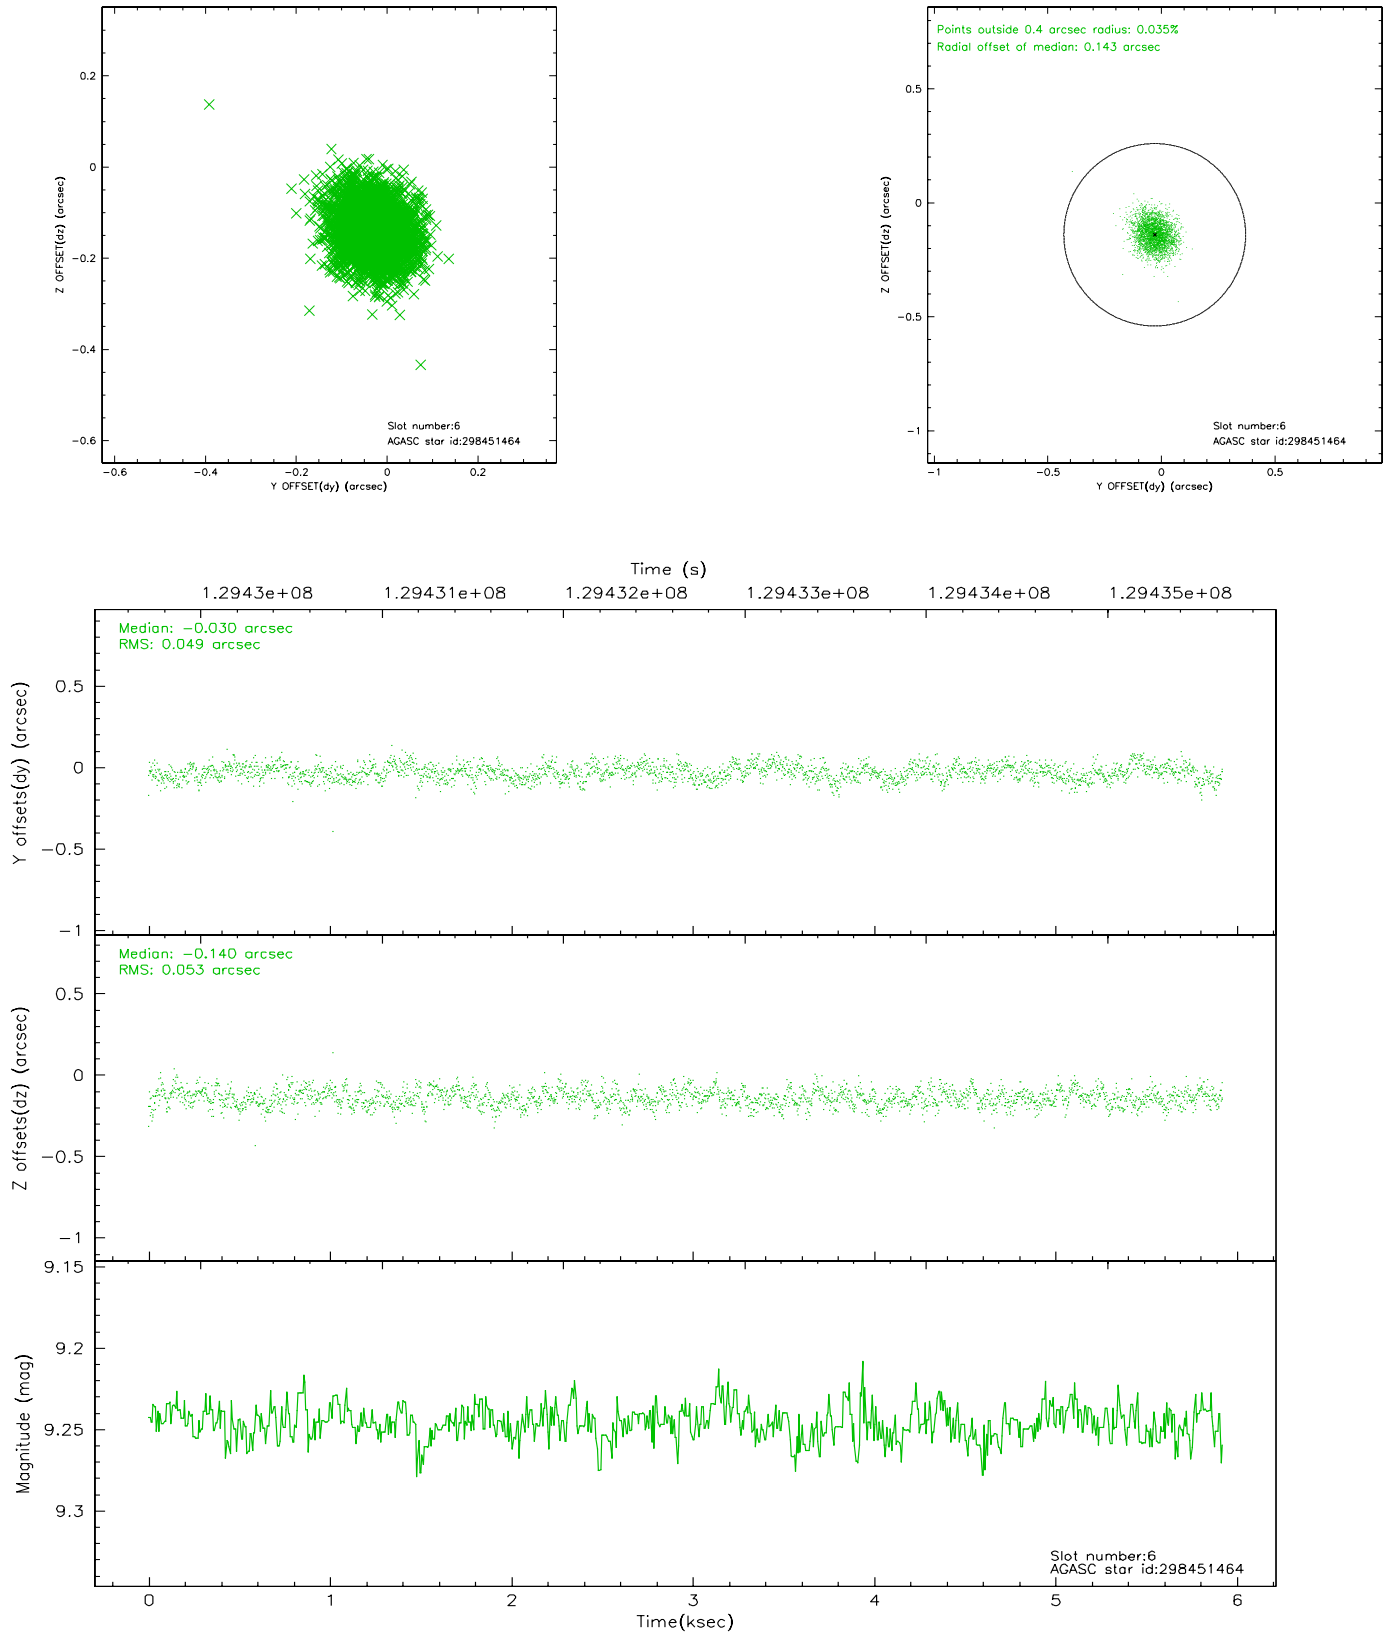 0.2
0
−0.2
−0.4
−0.6
Z OFFSET(dz) (arcsec)
Slot number:6
AGASC star id:298451464
−0.6 −0.4 −0.2 0 0.2
Y OFFSET(dy) (arcsec)
Points outside 0.4 arcsec radius: 0.035%
Radial offset of median: 0.143 arcsec
0.5
0
−0.5
−1
Z OFFSET(dz) (arcsec)
Slot number:6
AGASC star id:298451464
−1 −0.5 0 0.5
Y OFFSET(dy) (arcsec)
Time (s)
1.2943e+08 1.29431e+08 1.29432e+08 1.29433e+08 1.29434e+08 1.29435e+08
Median: −0.030 arcsec
RMS: 0.049 arcsec
0.5
0
−0.5
−1
Y offsets(dy) (arcsec)
Median: −0.140 arcsec
RMS: 0.053 arcsec
0.5
0
−0.5
−1
Z offsets(dz) (arcsec)
9.15
9.2
9.25
9.3
Magnitude (mag)
Slot number:6
AGASC star id:298451464
0 1 2 3 4 5 6
Time(ksec)